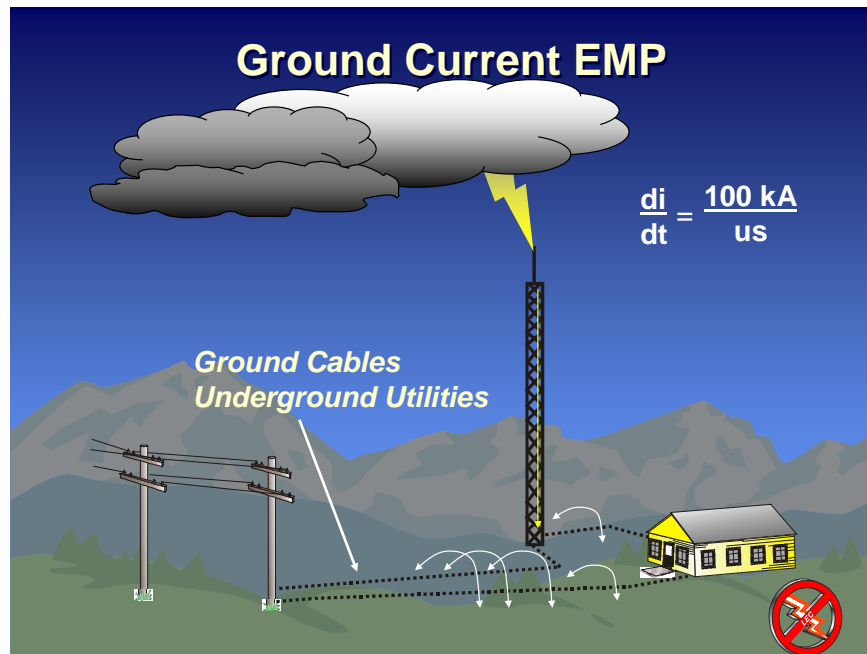 Ground Current EMP
di = 100 kA
dt us
Ground Cables
Underground Utilities